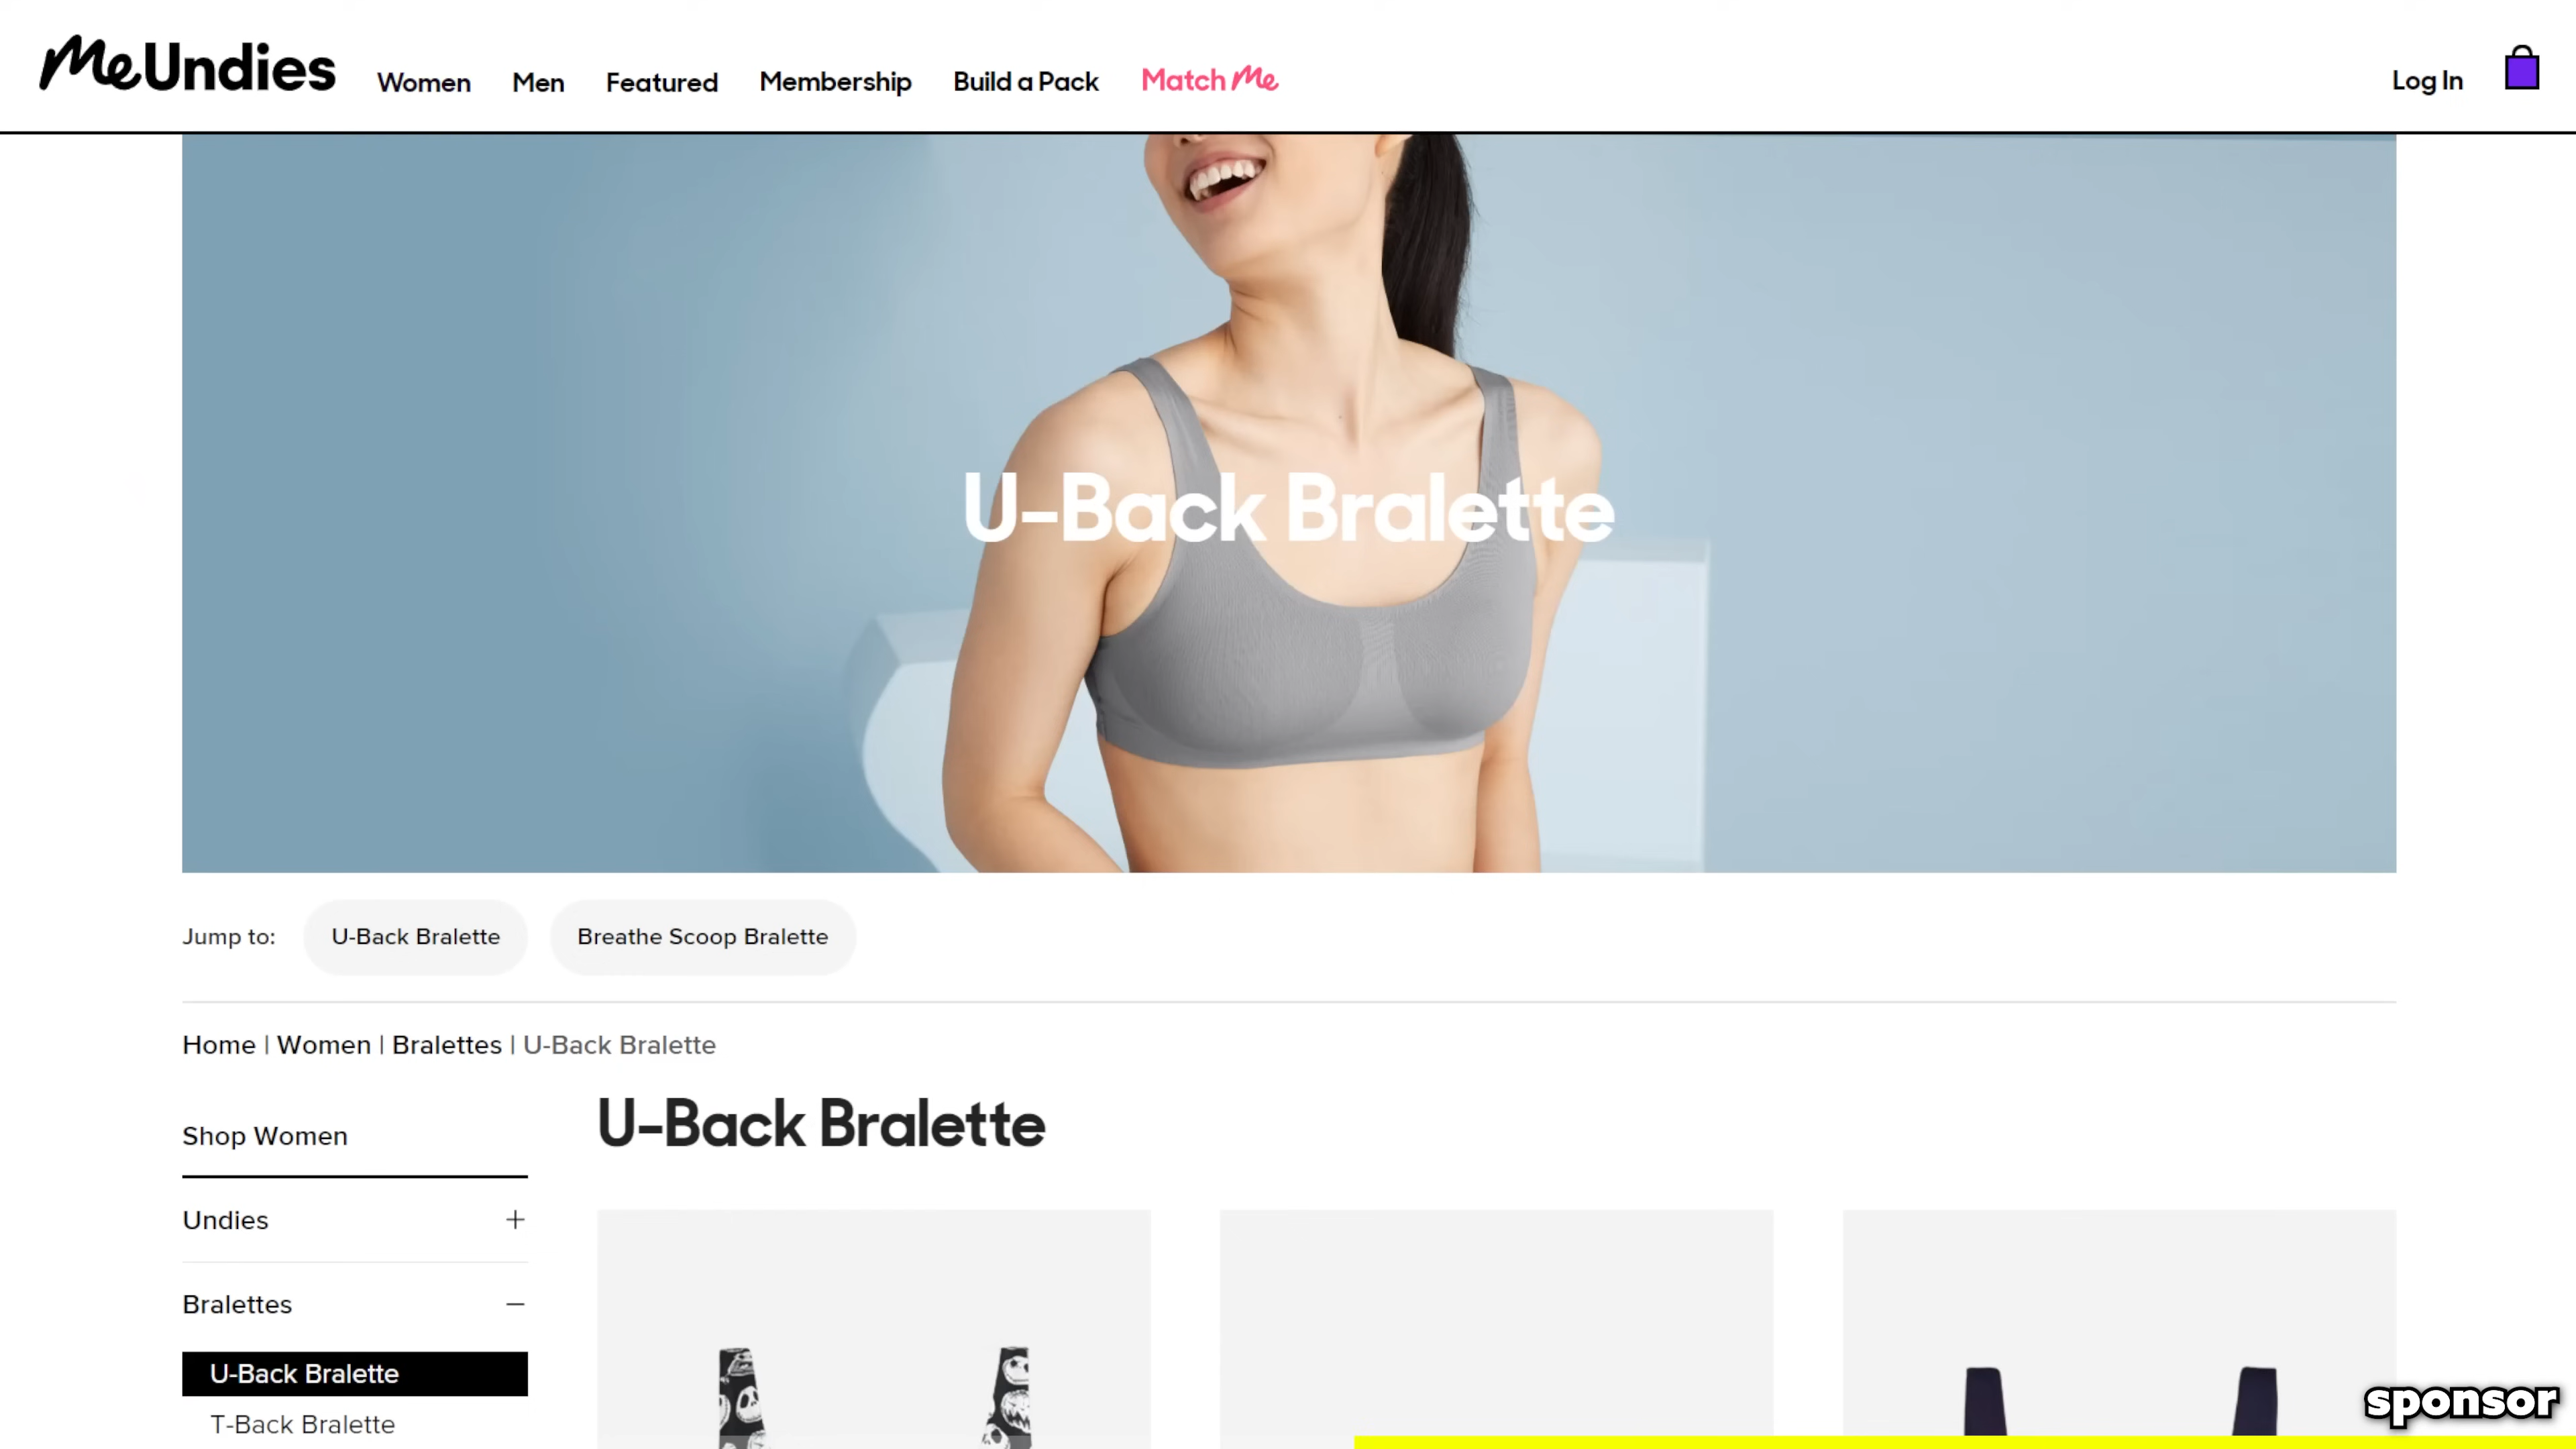 MeUndies
Women
Men
Featured
Membership
Build a Pack
Match Me
Log In
U-Back Bralette
Jump to:
U-Back Bralette
Breathe Scoop Bralette
Home | Women | Bralettes | U-Back Bralette
Shop Women
U-Back Bralette
Undies
Bralettes
U-Back Bralette
T-Back Bralette
sponsor